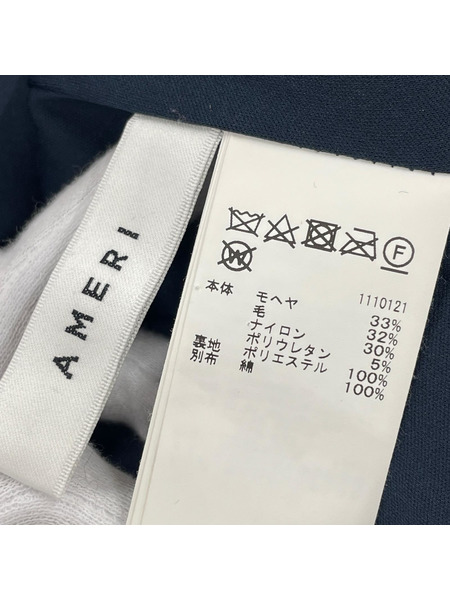 AMERI
F
W
1110121
本体 モヘヤ 33%
毛 32%
ナイロン 30%
ポリウレタン 5%
裏地 ポリエステル 100%
別布 綿 100%